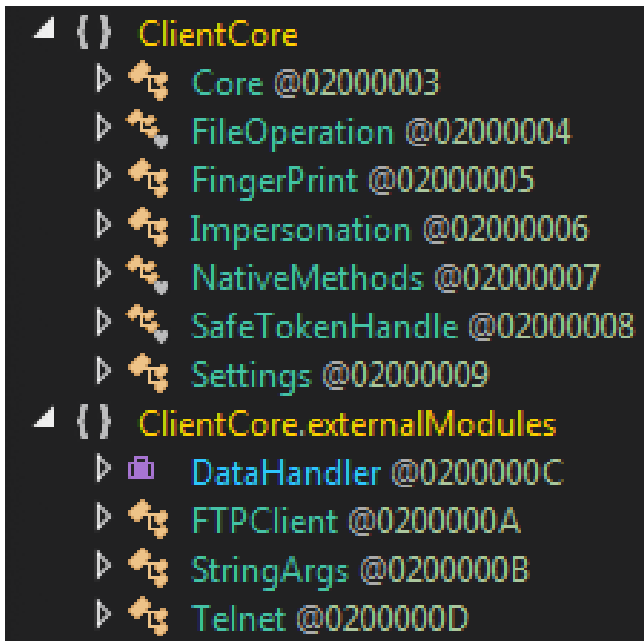 { } ClientCore
Core @02000003
FileOperation @02000004
FingerPrint @02000005
Impersonation @02000006
NativeMethods @02000007
SafeTokenHandle @02000008
Settings @02000009
{ } ClientCore.externalModules
DataHandler @0200000C
FTPClient @0200000A
StringArgs @0200000B
Telnet @0200000D